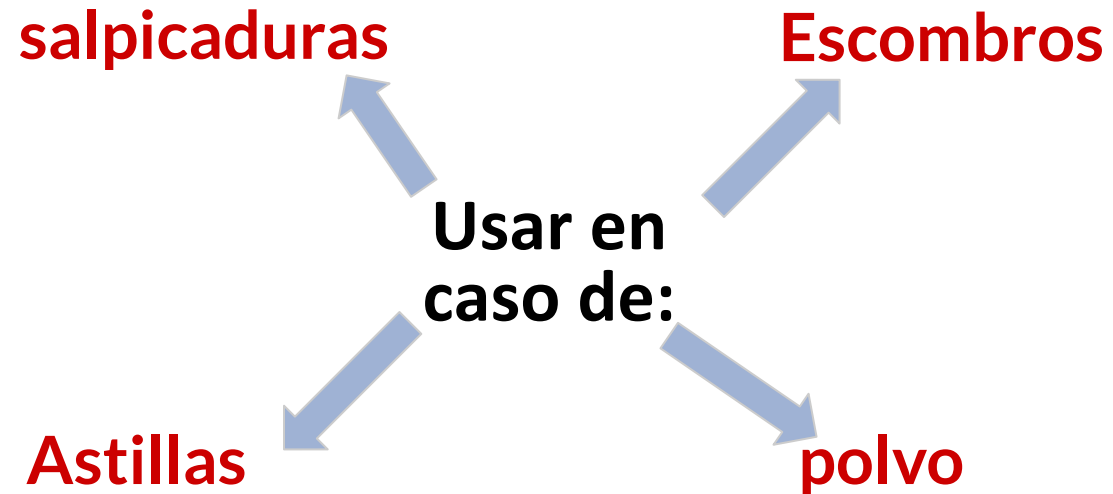 salpicaduras
Escombros
Usar en
caso de:
Astillas
polvo